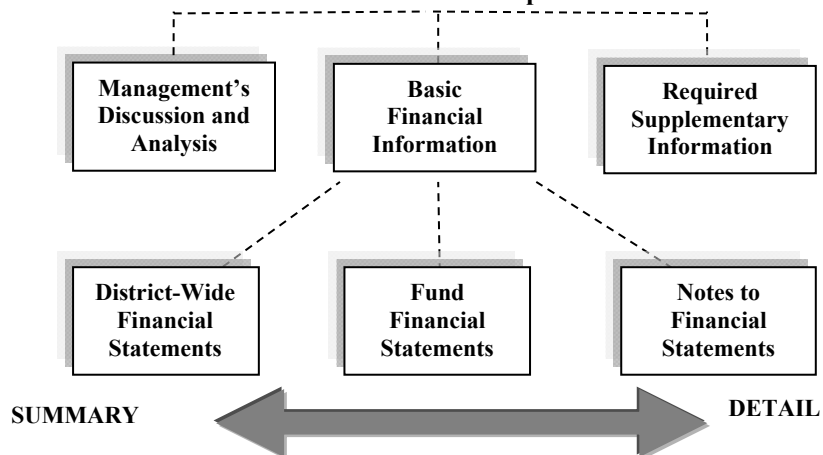 Management's
Discussion and
Analysis
Basic
Financial
Information
Required
Supplementary
Information
District-Wide
Financial
Statements
Fund
Financial
Statements
Notes to
Financial
Statements
SUMMARY
DETAIL